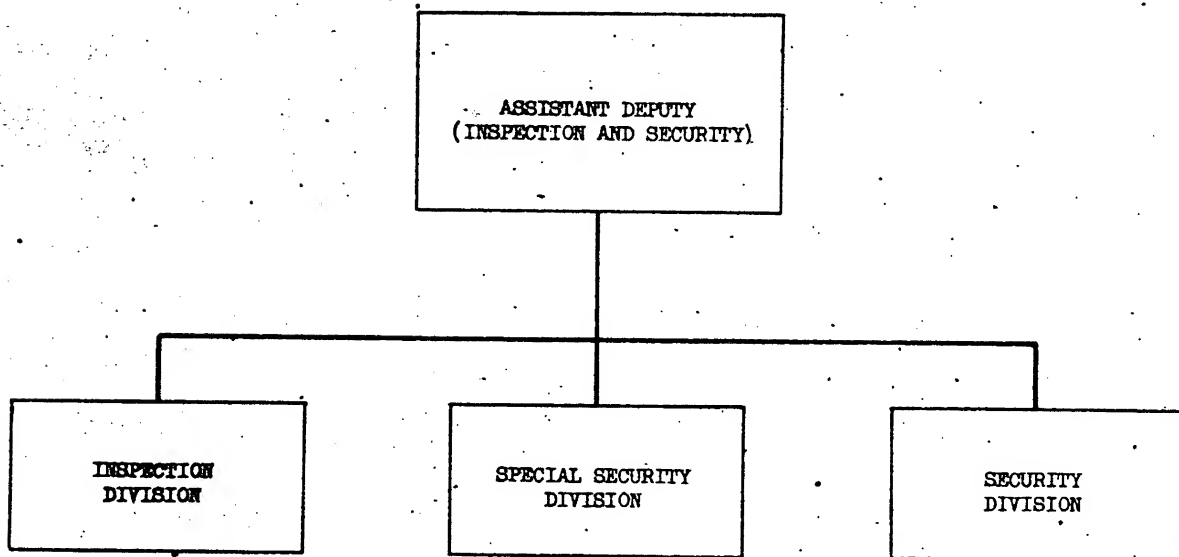 ASSISTANT DEPUTY
(INSPECTION AND SECURITY)
INSPECTION
DIVISION
SPECIAL SECURITY
DIVISION
SECURITY
DIVISION